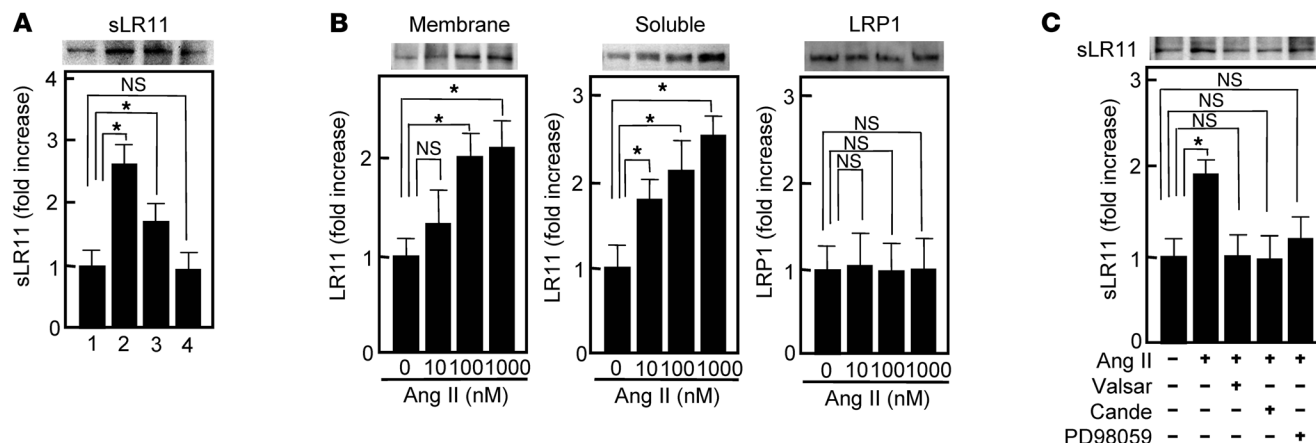 A
sLR11
NS
*
*
4
3
2
1
0
sLR11 (fold increase)
1 2 3 4
B
Membrane
*
*
NS
2
1
0
LR11 (fold increase)
0 10 100 1000
Ang II (nM)
Soluble
*
*
*
3
2
1
0
LR11 (fold increase)
0 10 100 1000
Ang II (nM)
LRP1
NS
NS
NS
3
2
1
0
LRP1 (fold increase)
0 10 100 1000
Ang II (nM)
C
sLR11
NS
NS
NS
*
3
2
1
0
sLR11 (fold increase)
Ang II – + + + +
Valsar – – + – –
Cande – – – + –
PD98059 – – – – +